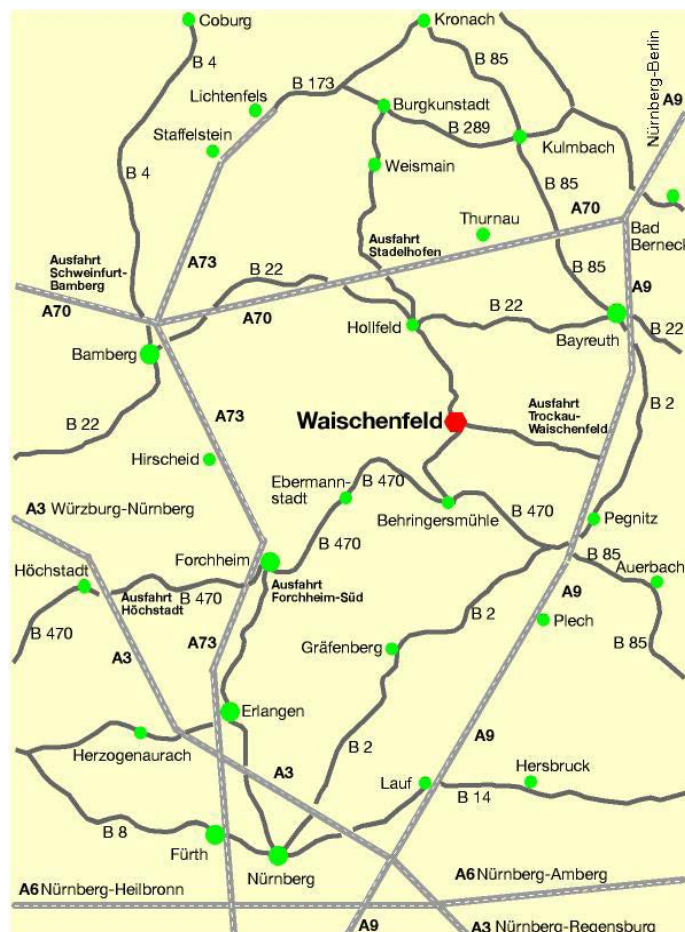 Coburg
Kronach
B 4
B 85
Nürnberg-Berlin
B 173
A9
Lichtenfels
Burgkunstadt
Staffelstein
B 289
Kulmbach
B 4
Weismain
B 85
Thurnau
A70
Ausfahrt
Schweinfurt-
Bamberg
A73
Ausfahrt
Stadelhofen
Bad
Berneck
B 22
B 85
A9
A70
A70
Hollfeld
B 22
Bayreuth
B 22
Bamberg
B 22
A73
Waischenfeld
Ausfahrt
Trockau-
Waischenfeld
B 2
Hirscheid
Ebermann-
stadt
B 470
A3 Würzburg-Nürnberg
Behringersmühle
B 470
Pegnitz
Höchstadt
Forchheim
B 470
B 85
Auerbach
Ausfahrt
Höchstadt
B 470
Ausfahrt
Forchheim-Süd
A9
B 470
A3
A73
B 2
Plech
B 85
Gräfenberg
Erlangen
Herzogenaurach
B 2
A9
A3
Lauf
Hersbruck
B 14
B 8
Fürth
Nürnberg
A6 Nürnberg-Heilbronn
A6 Nürnberg-Amberg
A9
A3 Nürnberg-Regensburg